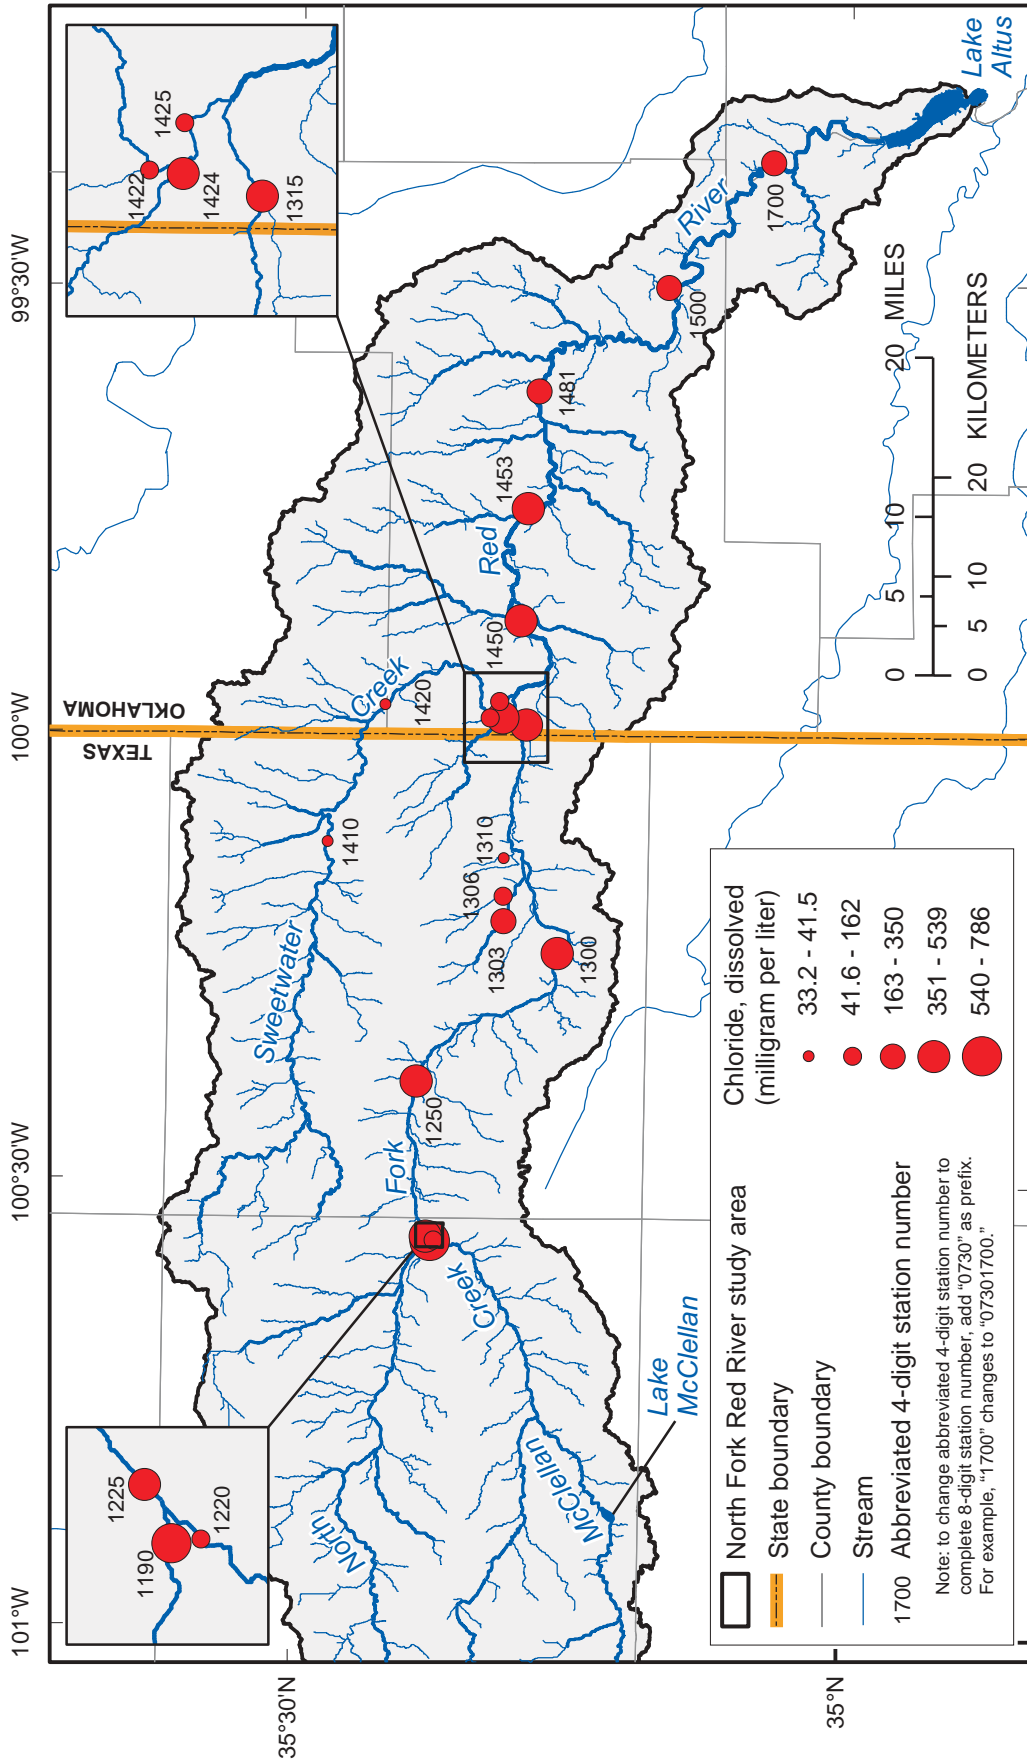 101°W
100°30'W
100°W
99°30'W
35°30'N
35°N
TEXAS
OKLAHOMA
1190
1225
1220
1422
1425
1424
1315
North
Fork
Red
River
McClellan
Creek
Sweetwater
Creek
Lake
McClellan
Lake
Altus
1250
1300
1303
1306
1310
1410
1420
1450
1453
1481
1500
1700
0 5 10 20 MILES
0 5 10 20 KILOMETERS
North Fork Red River study area
State boundary
County boundary
Stream
1700 Abbreviated 4-digit station number
Note: to change abbreviated 4-digit station number to
complete 8-digit station number, add “0730” as prefix.
For example, “1700” changes to “07301700.”
Chloride, dissolved
(milligram per liter)
33.2 - 41.5
41.6 - 162
163 - 350
351 - 539
540 - 786